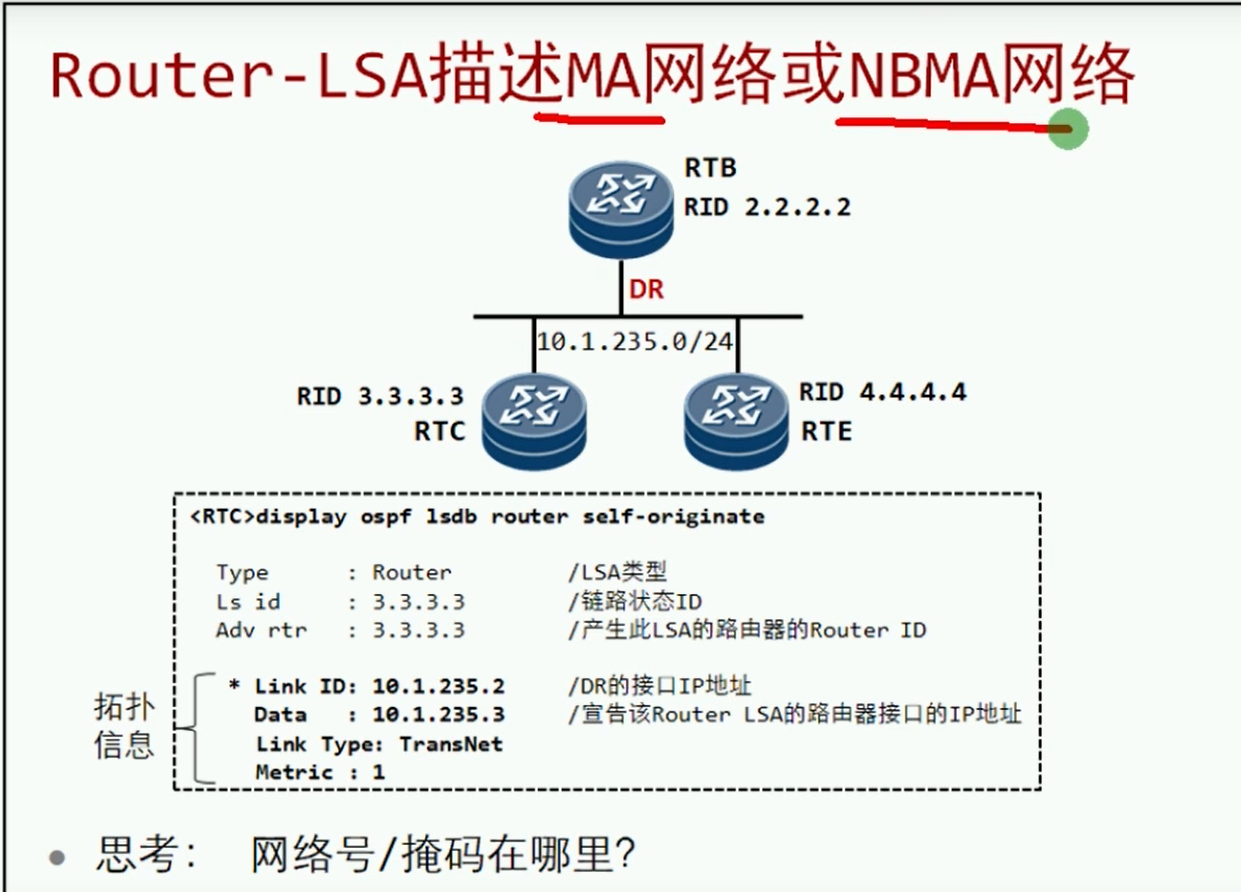 Router-LSA描述MA网络或NBMA网络
RTB
RID 2.2.2.2
DR
10.1.235.0/24
RID 3.3.3.3
RTC
RID 4.4.4.4
RTE
<RTC>display ospf lsdb router self-originate
Type : Router /LSA类型
Ls id : 3.3.3.3 /链路状态ID
Adv rtr : 3.3.3.3 /产生此LSA的路由器的Router ID
拓扑
信息
* Link ID: 10.1.235.2 /DR的接口IP地址
Data : 10.1.235.3 /宣告该Router LSA的路由器接口的IP地址
Link Type: TransNet
Metric : 1
• 思考： 网络号/掩码在哪里?